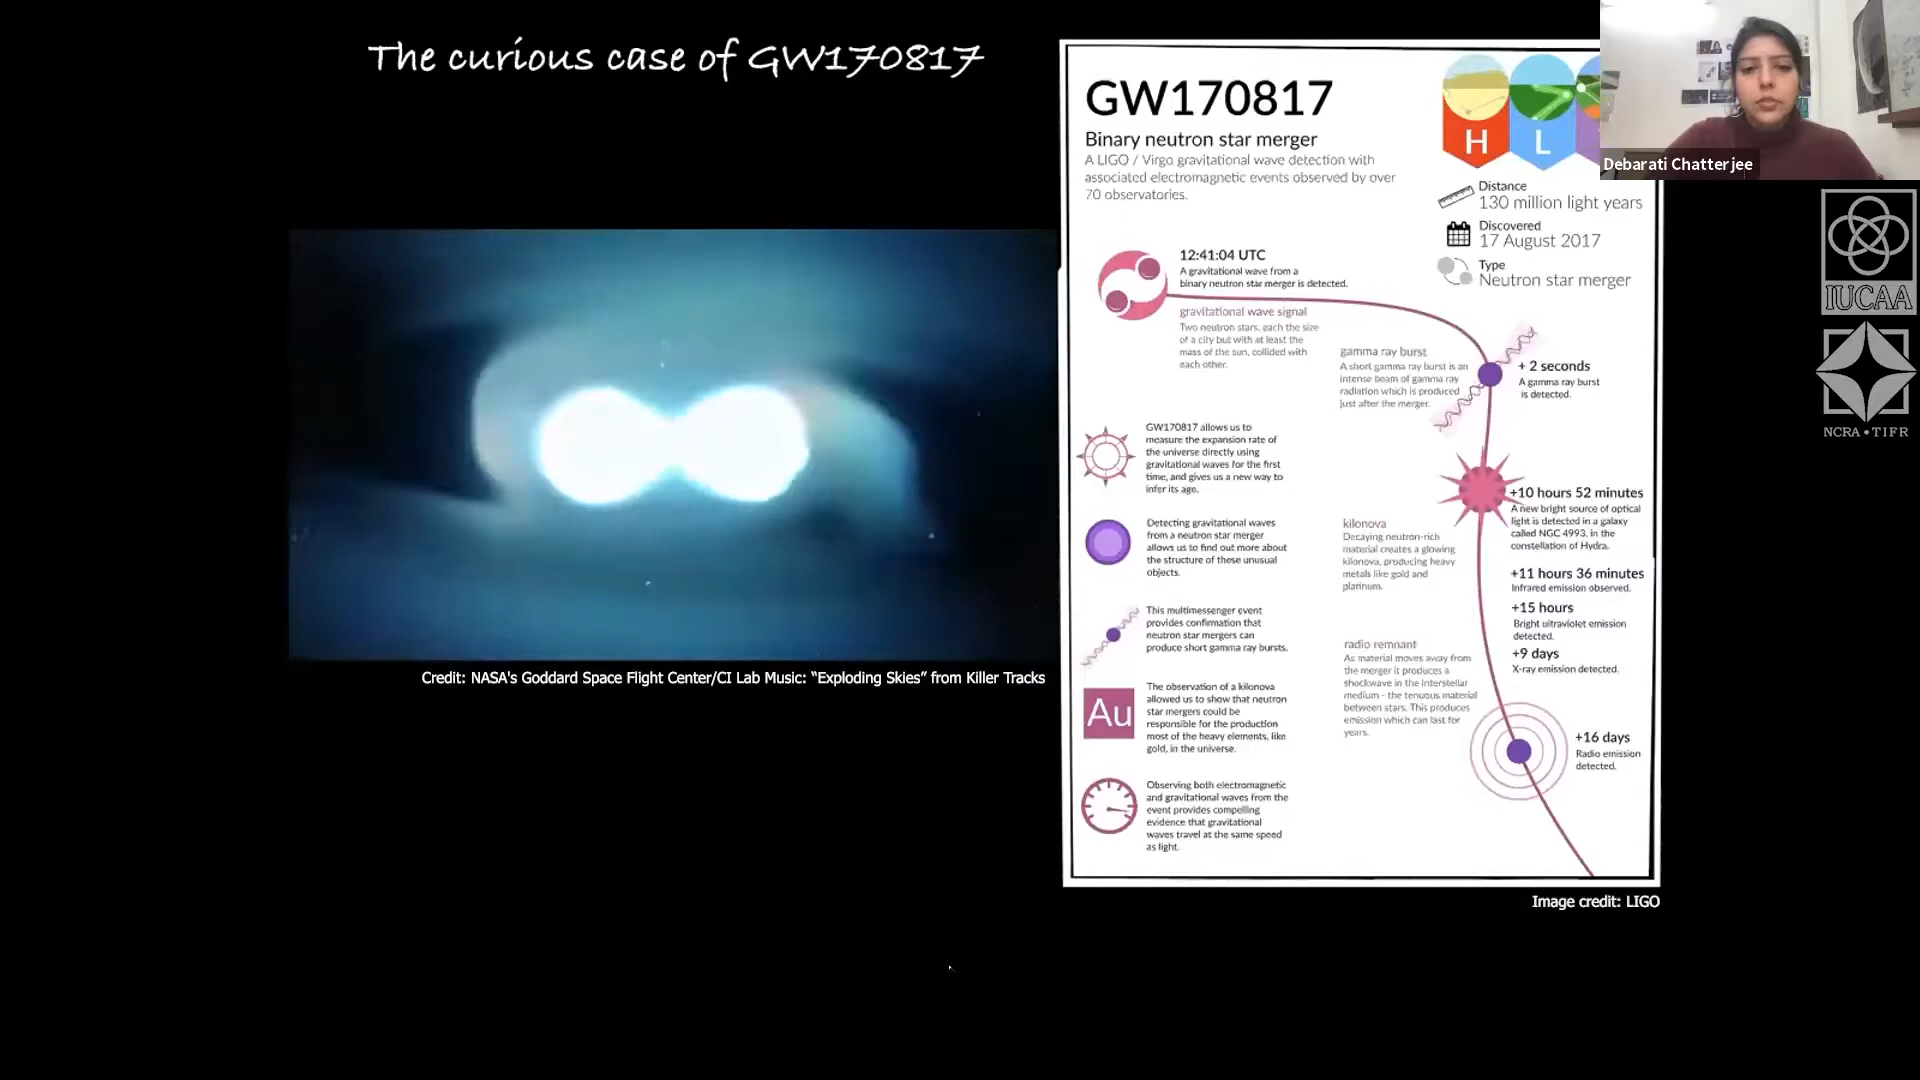 The curious case of GW170817
GW170817
Binary neutron star merger
A LIGO / Virgo gravitational wave detection with
associated electromagnetic events observed by over
70 observatories.
H
L
Distance
130 million light years
Discovered
17 August 2017
Type
Neutron star merger
12:41:04 UTC
A gravitational wave from a
binary neutron star merger is detected.
gravitational wave signal
Two neutron stars, each the size
of a city but with at least the
mass of the sun, collided with
each other.
gamma ray burst
A short gamma ray burst is an
intense beam of gamma ray
radiation which is produced
just after the merger.
+ 2 seconds
A gamma ray burst
is detected.
GW170817 allows us to
measure the expansion rate of
the universe directly using
gravitational waves for the first
time, and gives us a new way to
infer its age.
Detecting gravitational waves
from a neutron star merger
allows us to find out more about
the structure of these unusual
objects.
This multimessenger event
provides confirmation that
neutron star mergers can
produce short gamma ray bursts.
Au
The observation of a kilonova
allowed us to show that neutron
star mergers could be
responsible for the production
most of the heavy elements, like
gold, in the universe.
Observing both electromagnetic
and gravitational waves from the
event provides compelling
evidence that gravitational
waves travel at the same speed
as light.
kilonova
Decaying neutron-rich
material creates a glowing
kilonova, producing heavy
metals like gold and
platinum.
radio remnant
As material moves away from
the merger it produces a
shockwave in the interstellar
medium - the tenuous material
between stars. This produces
emission which can last for
years.
+10 hours 52 minutes
A new bright source of optical
light is detected in a galaxy
called NGC 4993, in the
constellation of Hydra.
+11 hours 36 minutes
Infrared emission observed.
+15 hours
Bright ultraviolet emission
detected.
+9 days
X-ray emission detected.
+16 days
Radio emission
detected.
Credit: NASA's Goddard Space Flight Center/CI Lab Music: “Exploding Skies” from Killer Tracks
Image credit: LIGO
Debarati Chatterjee
IUCAA
NCRA • TIFR